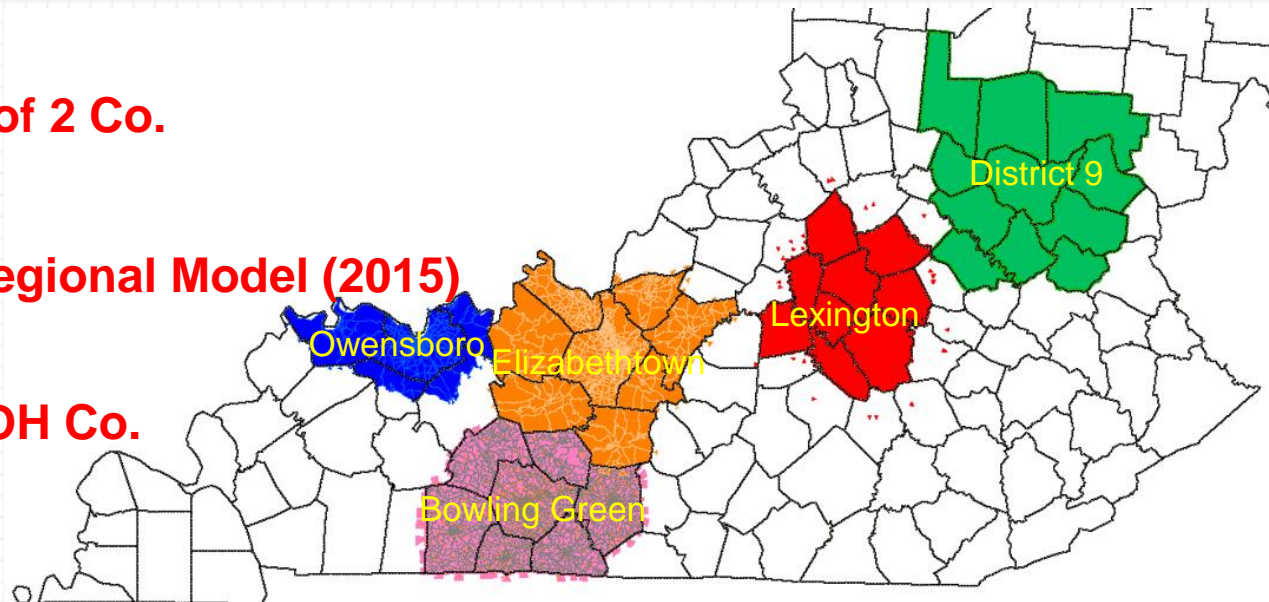 of 2 Co.
District 9
egional Model (2015)
Lexington
Owensboro
Elizabethtown
OH Co.
Bowling Green